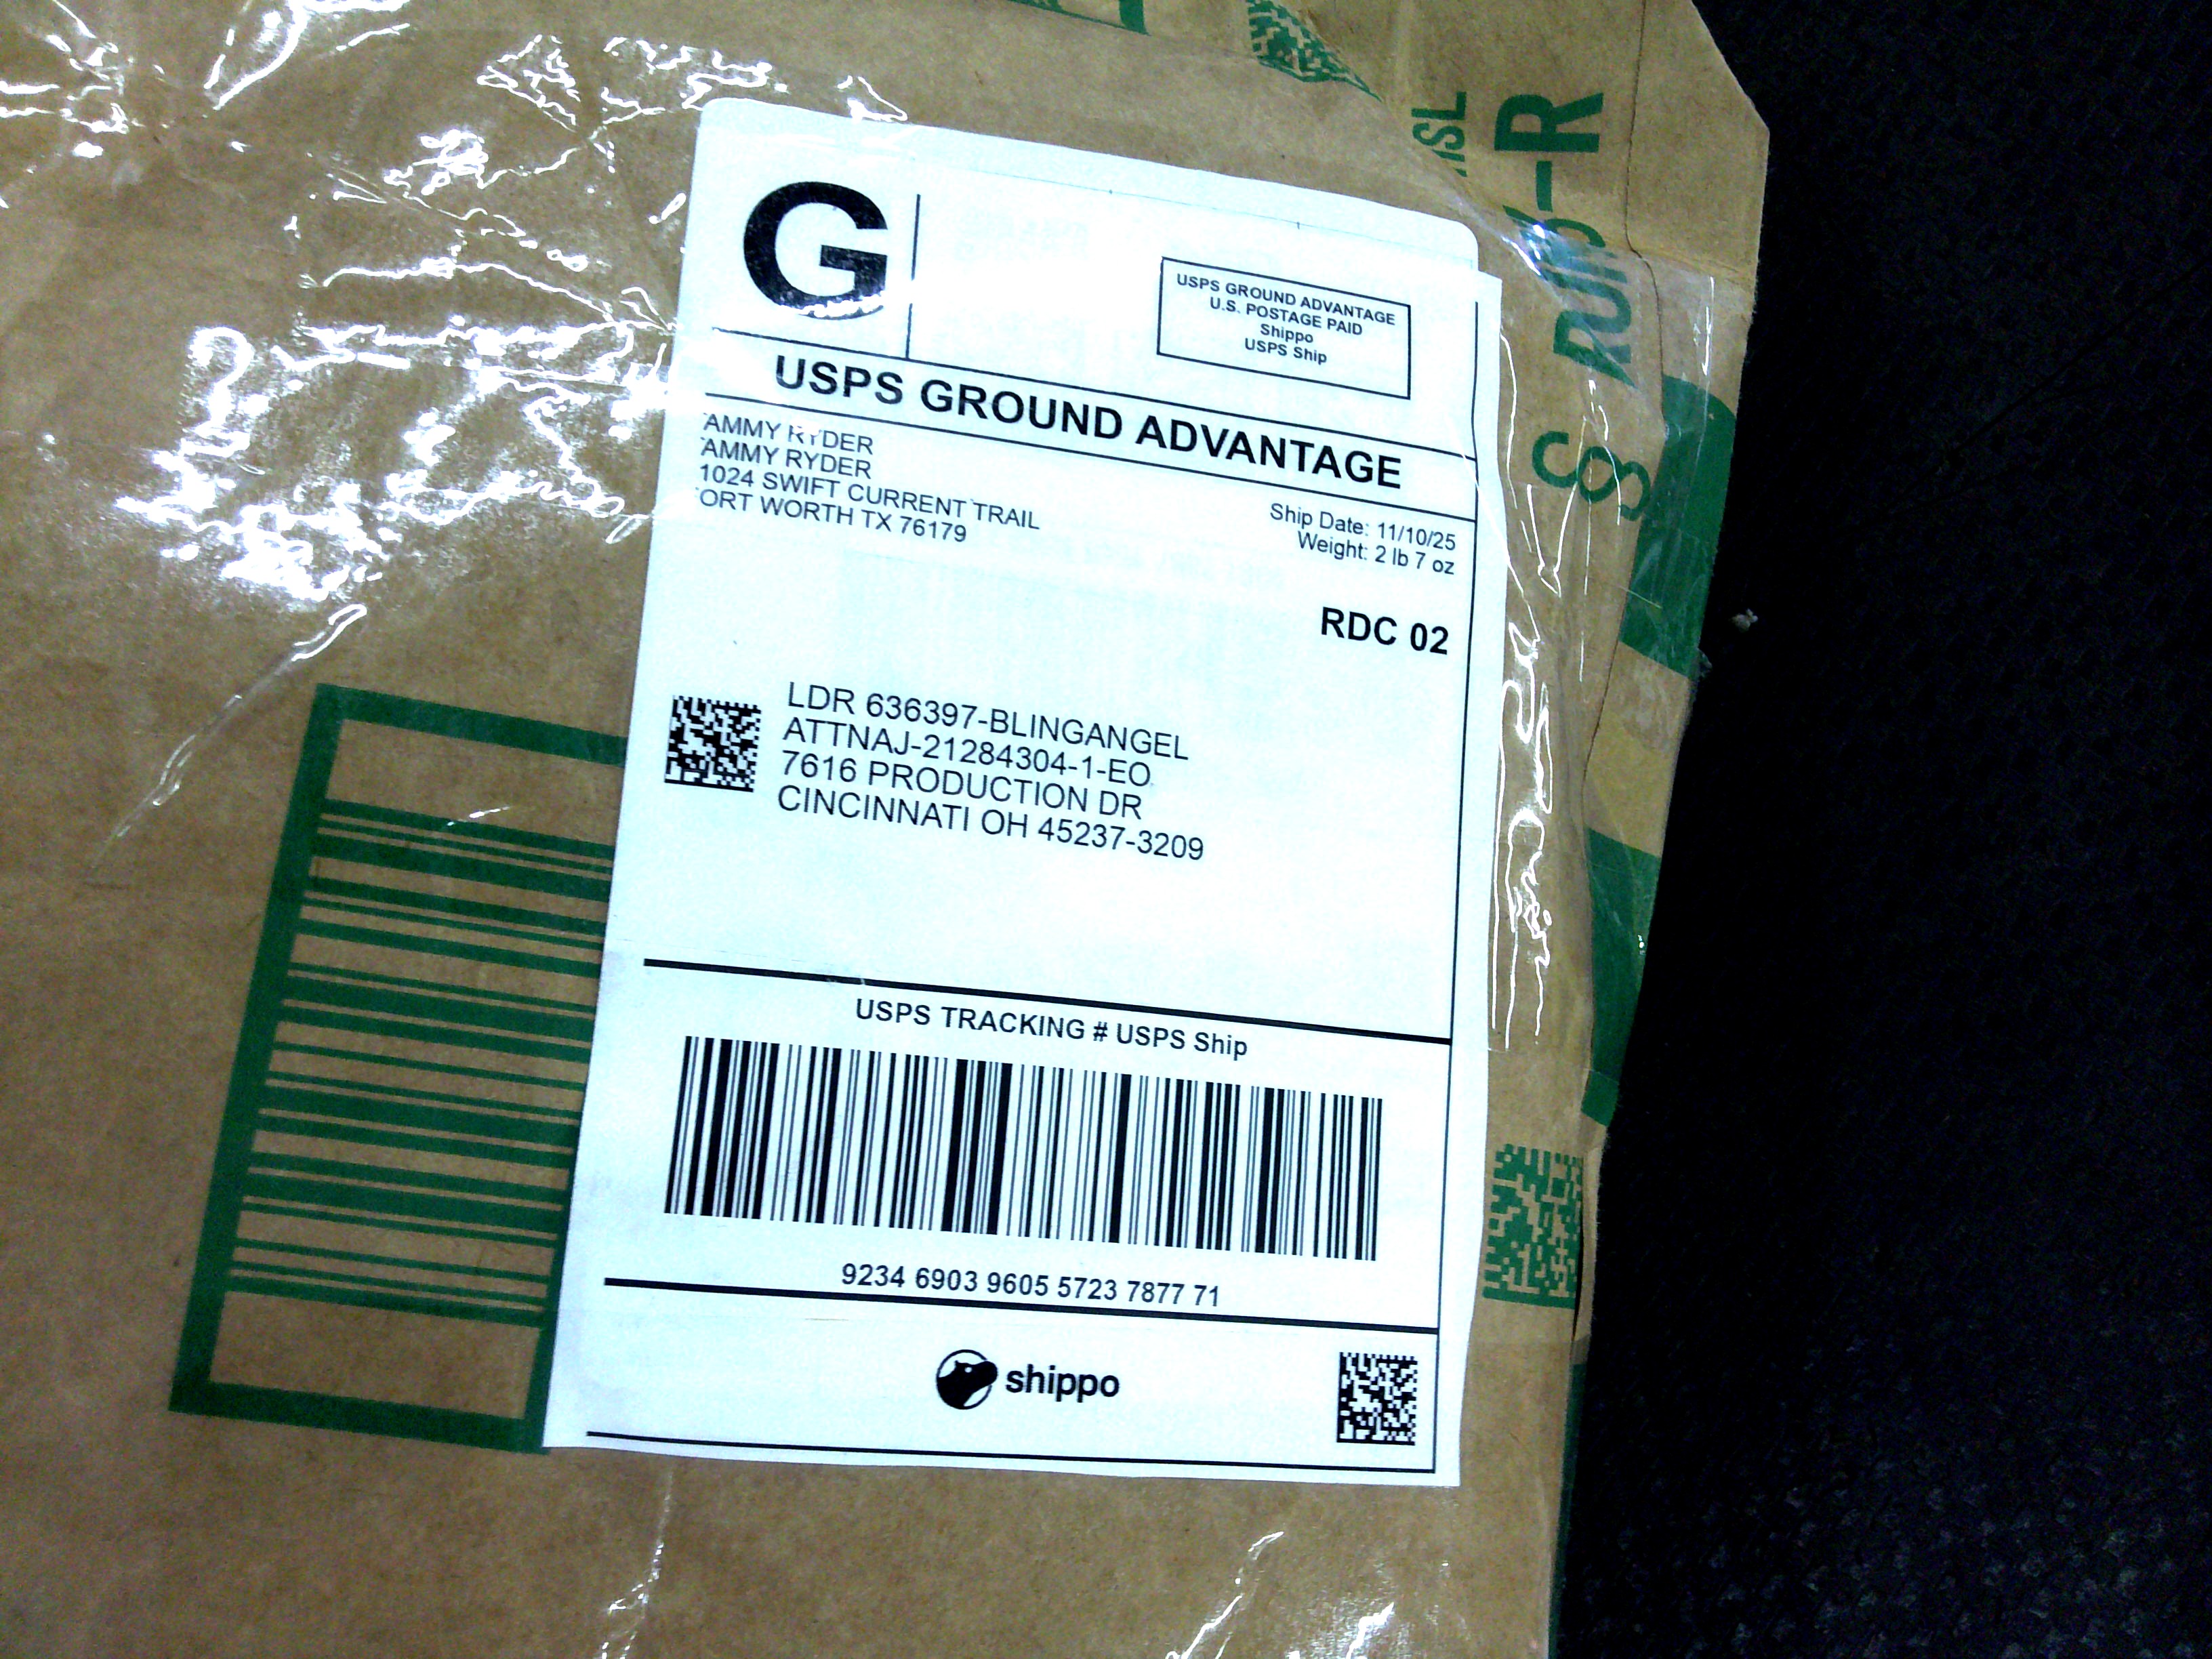 G
USPS GROUND ADVANTAGE
U.S. POSTAGE PAID
Shippo
USPS Ship
USPS GROUND ADVANTAGE
AMMY RYDER
AMMY RYDER
1024 SWIFT CURRENT TRAIL
ORT WORTH TX 76179
Ship Date: 11/10/25
Weight: 2 lb 7 oz
RDC 02
LDR 636397-BLINGANGEL
ATTNAJ-21284304-1-EO
7616 PRODUCTION DR
CINCINNATI OH 45237-3209
USPS TRACKING # USPS Ship
9234 6903 9605 5723 7877 71
shippo